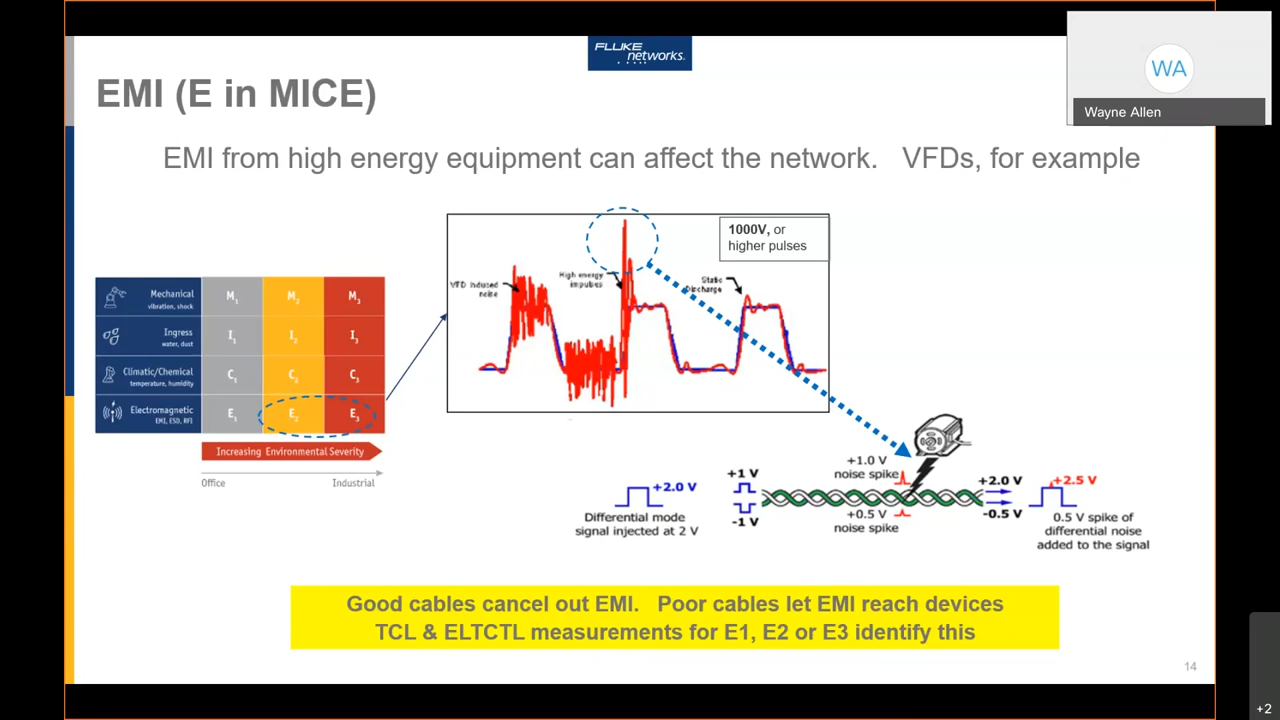 FLUKE
networks.
WA
Wayne Allen
EMI (E in MICE)
EMI from high energy equipment can affect the network. VFDs, for example
1000V, or
higher pulses
VFD Induced
noise
High energy
impulses
Static
Discharge
Mechanical
vibration, shock
M1
M2
M3
Ingress
water, dust
I1
I2
I3
Climatic/Chemical
temperature, humidity
C1
C2
C3
Electromagnetic
EMI, ESD, RFI
E1
E2
E3
Increasing Environmental Severity
Office
Industrial
+2.0 V
Differential mode
signal injected at 2 V
+1 V
-1 V
+1.0 V
noise spike
+0.5 V
noise spike
+2.0 V
-0.5 V
+2.5 V
0.5 V spike of
differential noise
added to the signal
Good cables cancel out EMI. Poor cables let EMI reach devices
TCL & ELTCTL measurements for E1, E2 or E3 identify this
14
+2